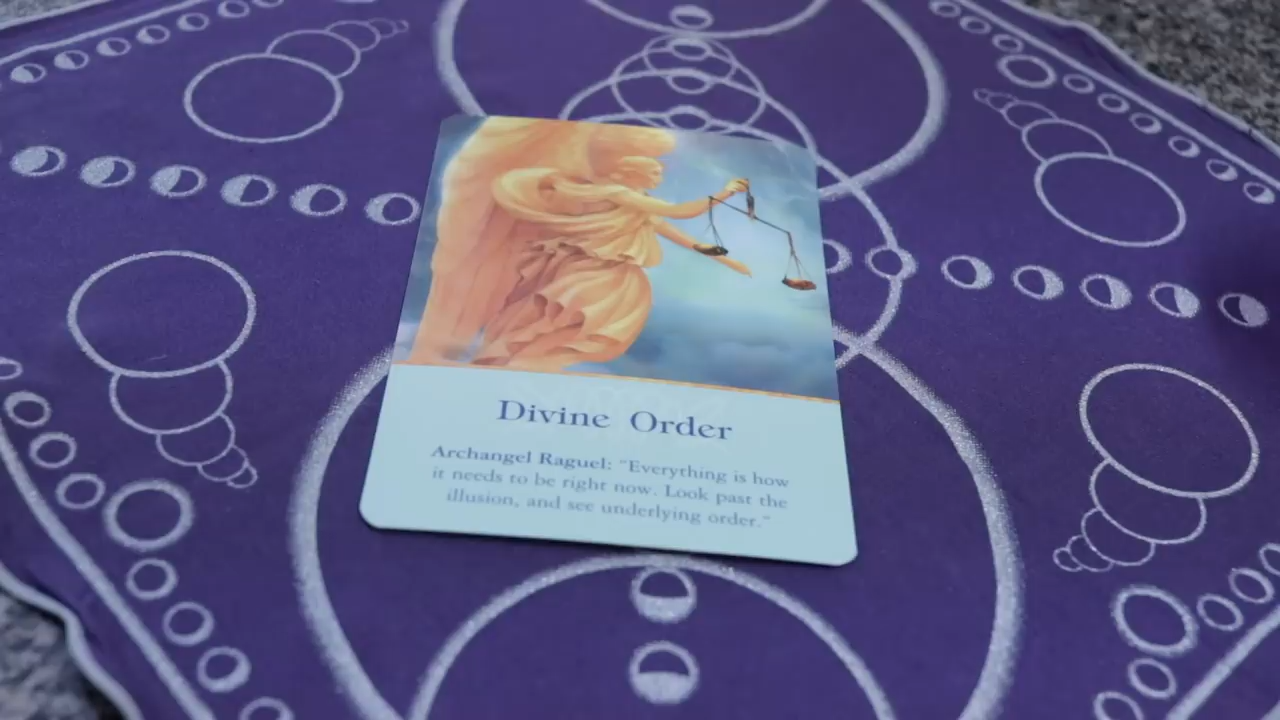 Divine Order
Archangel Raguel: "Everything is how
it needs to be right now. Look past the
illusion, and see underlying order."